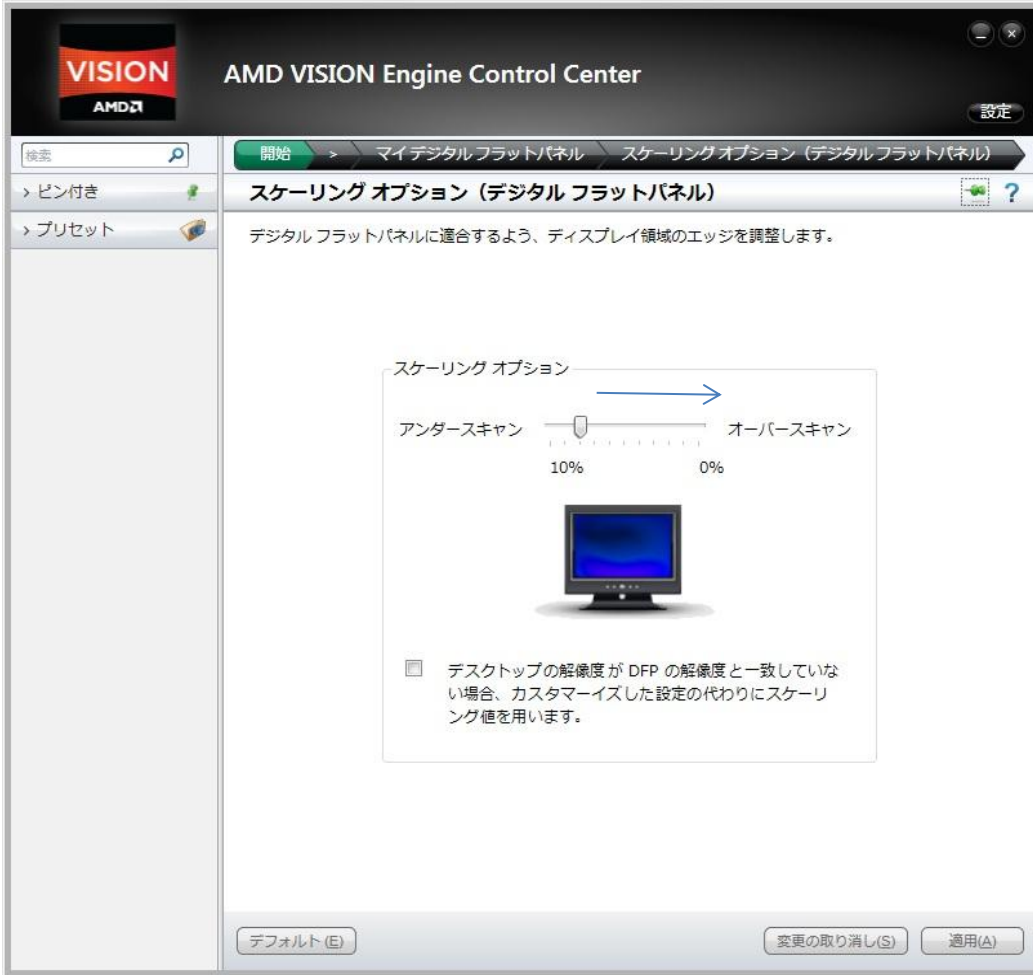 VISION
AMD
AMD VISION Engine Control Center
設定
検索
開始 > マイ デジタル フラットパネル スケーリング オプション（デジタル フラットパネル）
> ピン付き
スケーリング オプション（デジタル フラットパネル） ?
> プリセット
デジタル フラットパネルに適合するよう、ディスプレイ領域のエッジを調整します。
スケーリング オプション
アンダースキャン オーバースキャン
10% 0%
デスクトップの解像度が DFP の解像度と一致していな
い場合、カスタマーイズした設定の代わりにスケーリ
ング値を用います。
デフォルト(E) 変更の取り消し(S) 適用(A)